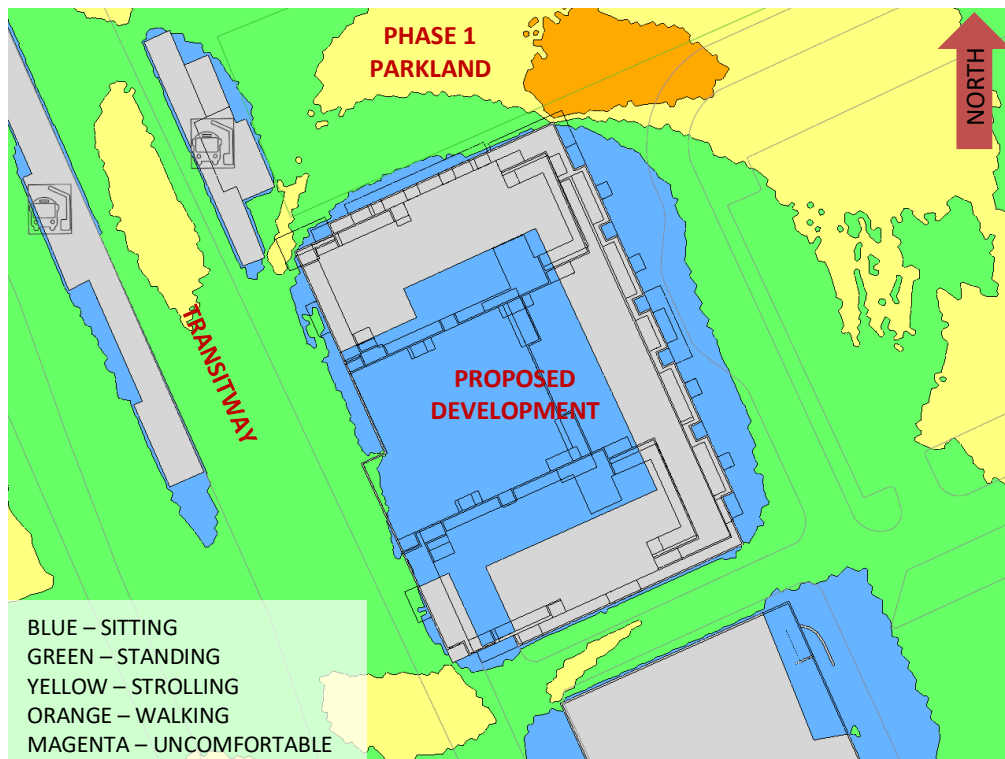 PHASE 1
PARKLAND
NORTH
TRANSITWAY
PROPOSED
DEVELOPMENT
BLUE – SITTING
GREEN – STANDING
YELLOW – STROLLING
ORANGE – WALKING
MAGENTA – UNCOMFORTABLE